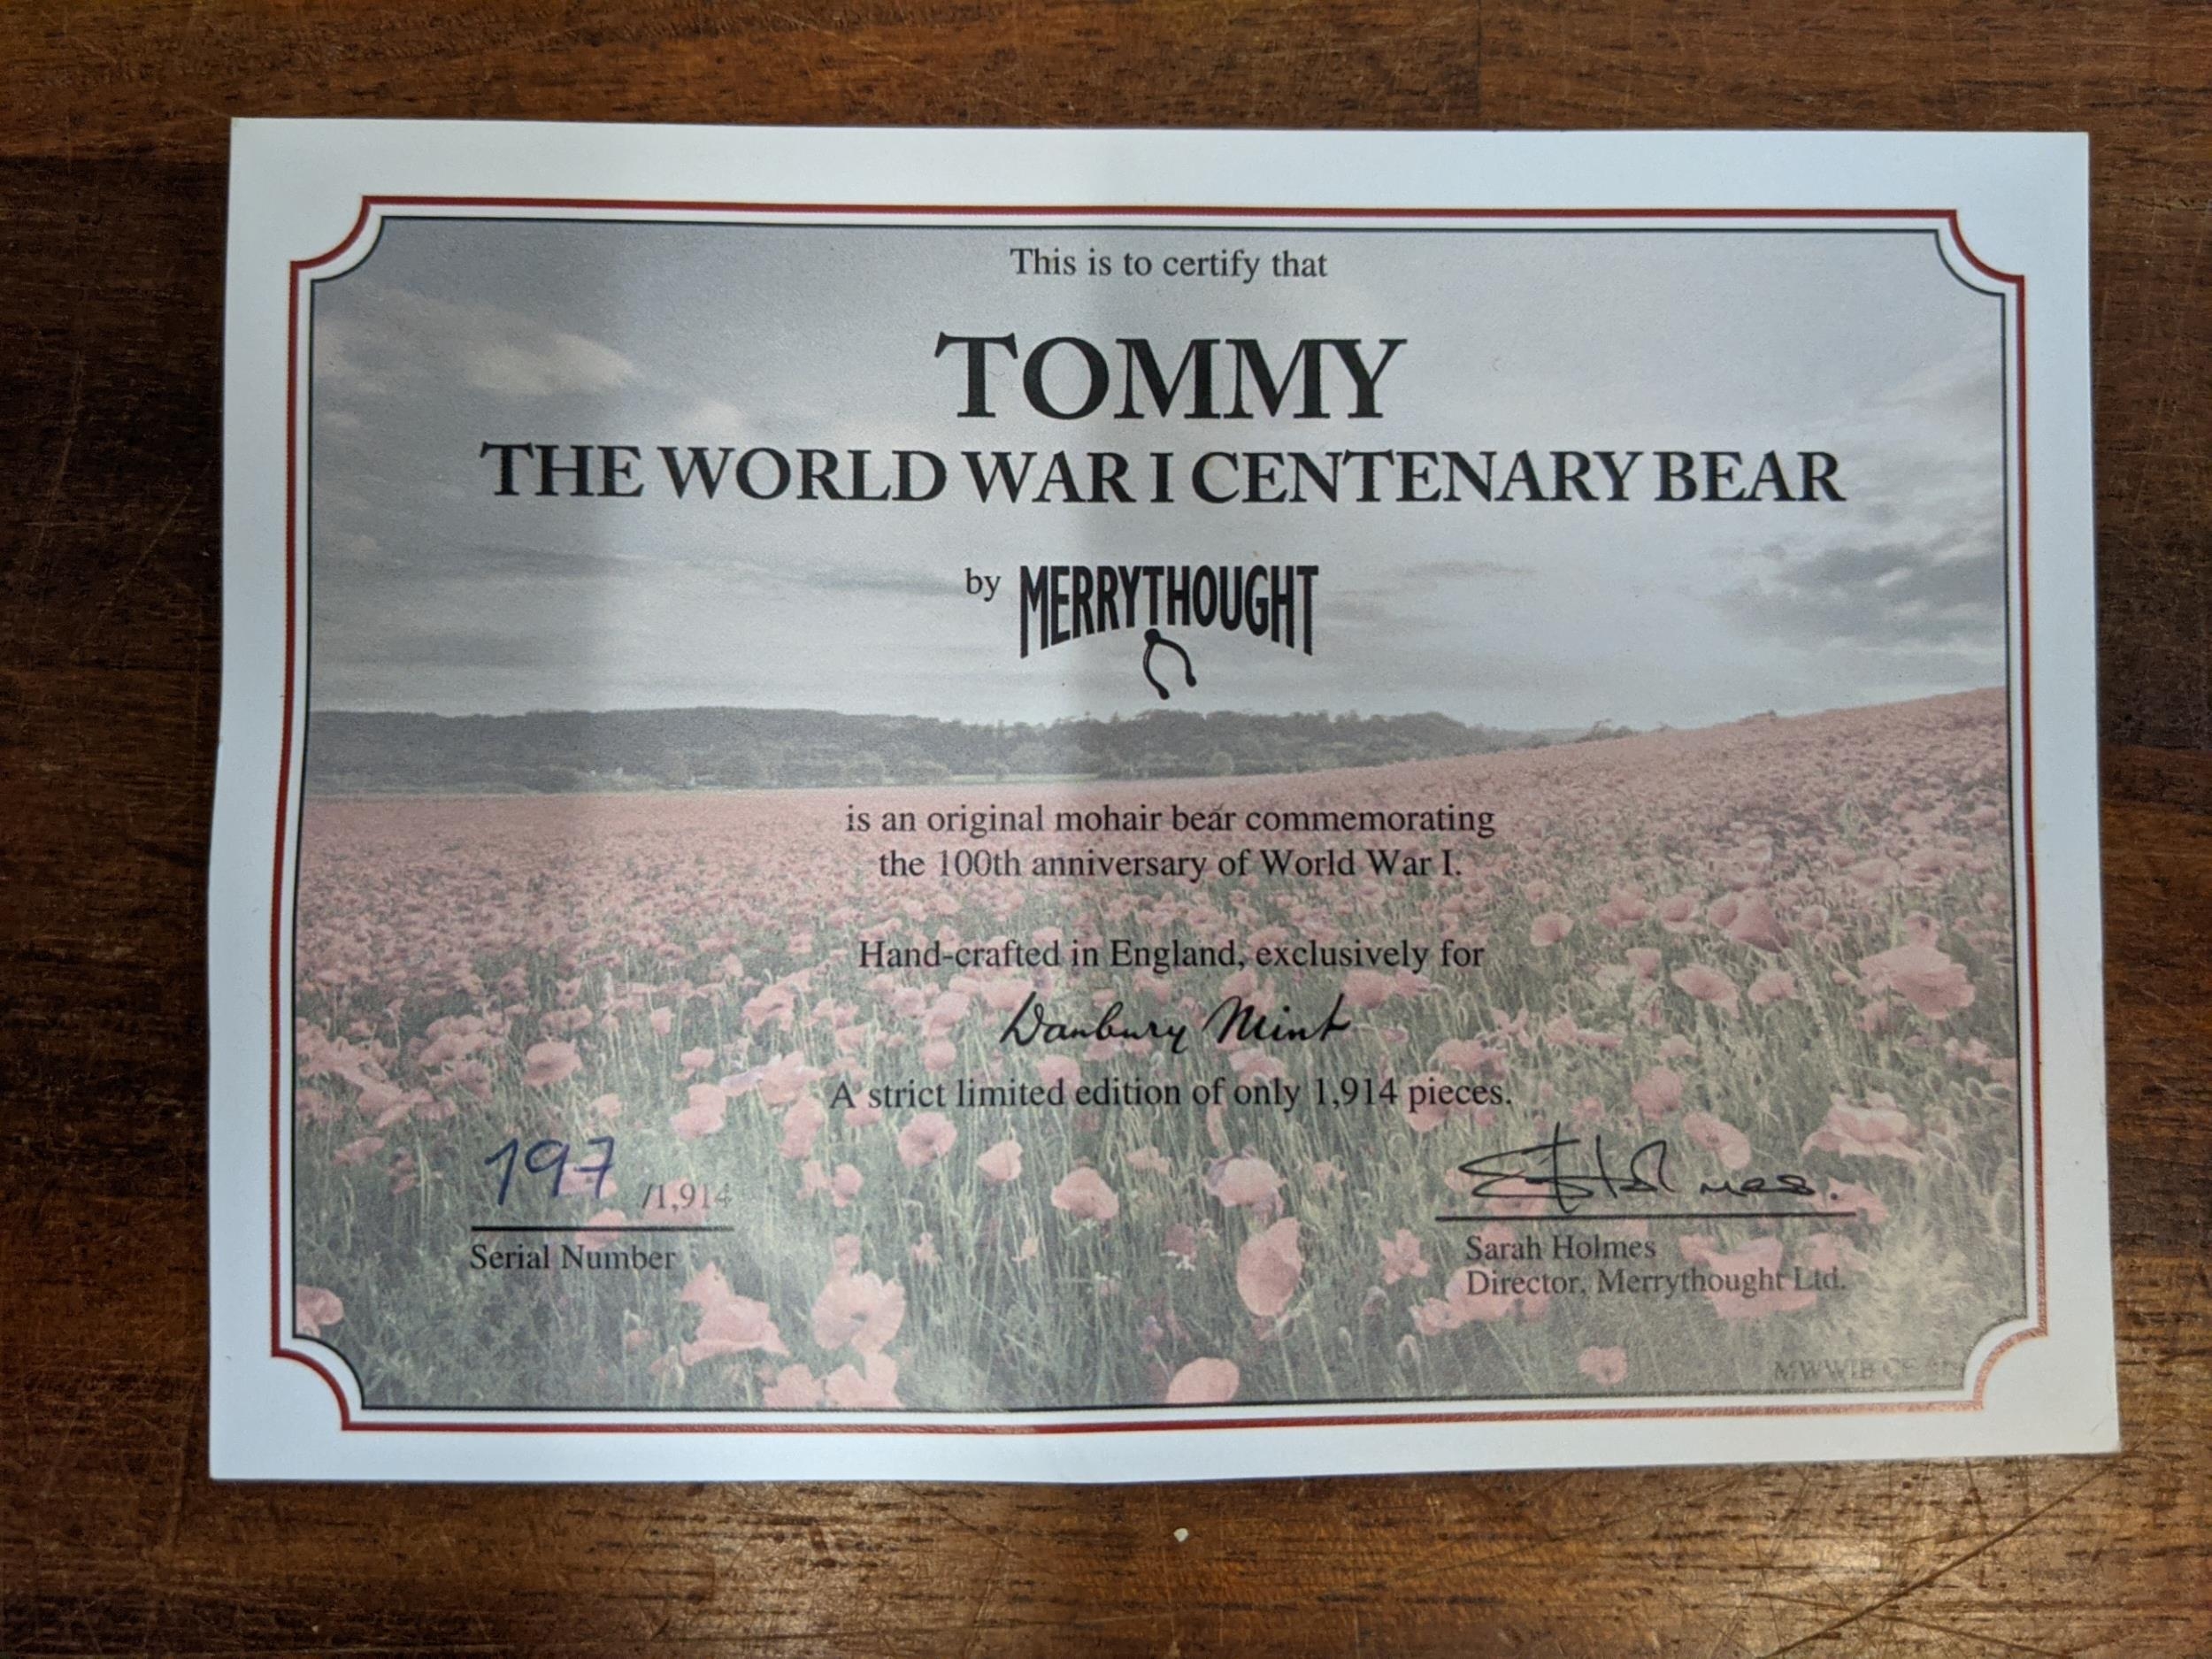 This is to certify that
TOMMY
THE WORLD WAR I CENTENARY BEAR
by MERRYTHOUGHT
is an original mohair bear commemorating
the 100th anniversary of World War I.
Hand-crafted in England, exclusively for
Danbury Mint
A strict limited edition of only 1,914 pieces.
197 /1,914
Serial Number
Sarah Holmes
Director, Merrythought Ltd.